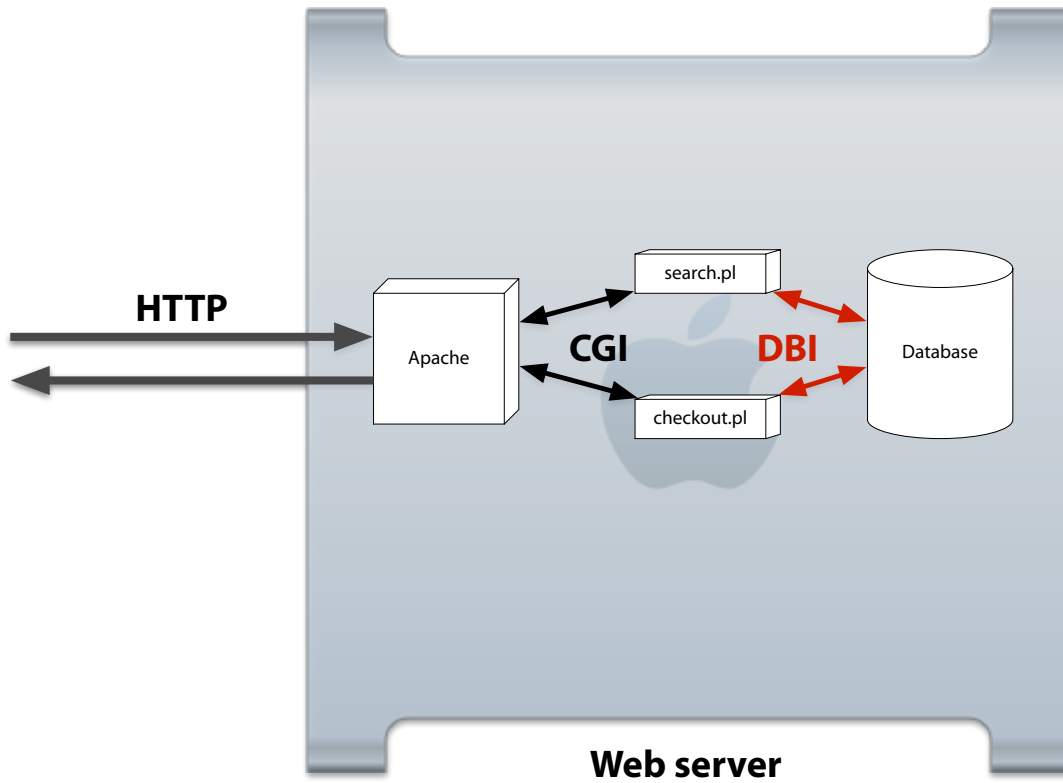 HTTP
Apache
search.pl
CGI
DBI
checkout.pl
Database
Web server